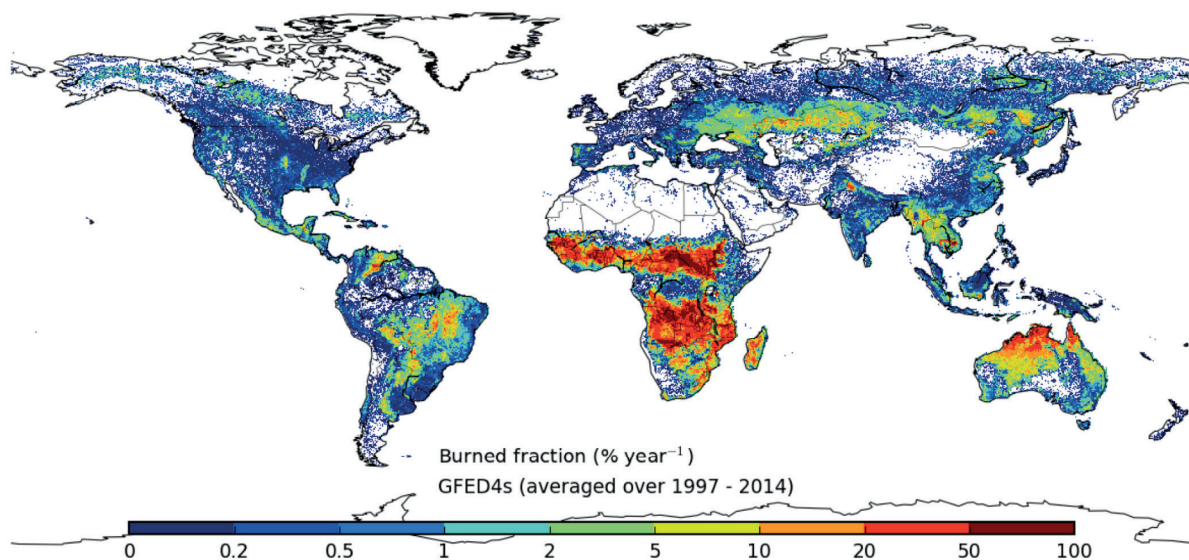 Burned fraction (% year⁻¹)
GFED4s (averaged over 1997 - 2014)
0 0.2 0.5 1 2 5 10 20 50 100